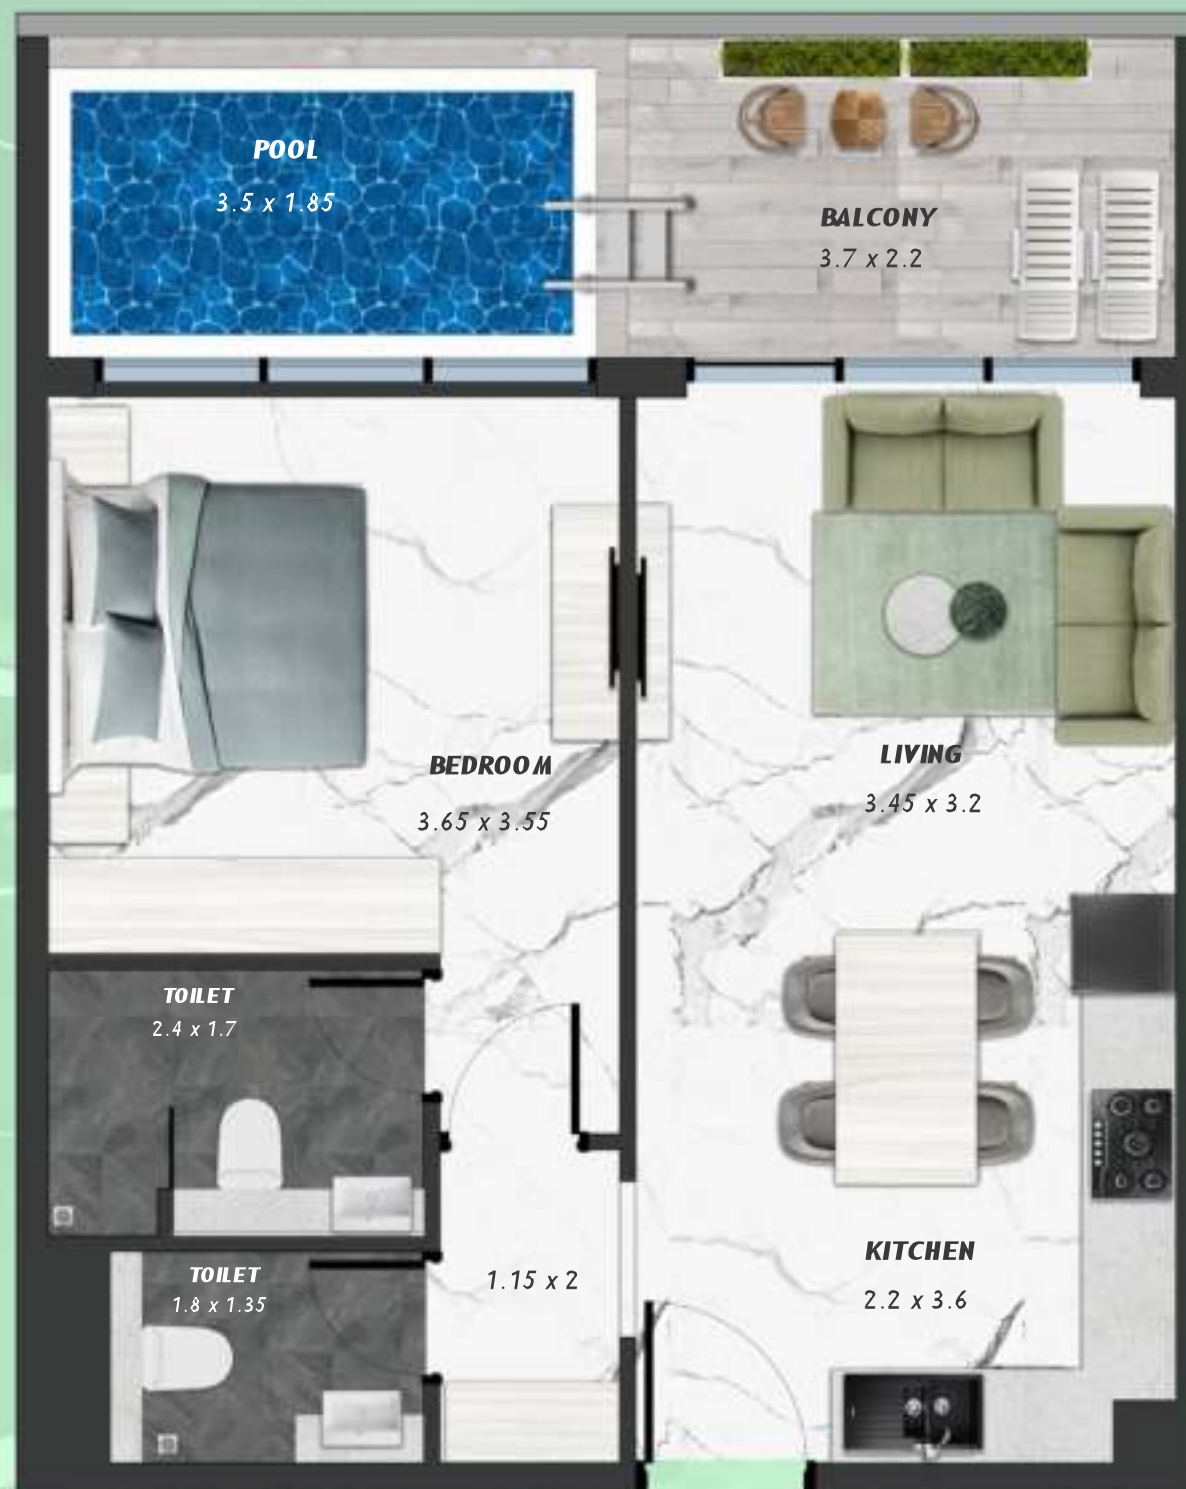 POOL
3.5 x 1.85
BALCONY
3.7 x 2.2
BEDROOM
3.65 x 3.55
LIVING
3.45 x 3.2
TOILET
2.4 x 1.7
KITCHEN
2.2 x 3.6
TOILET
1.8 x 1.35
1.15 x 2